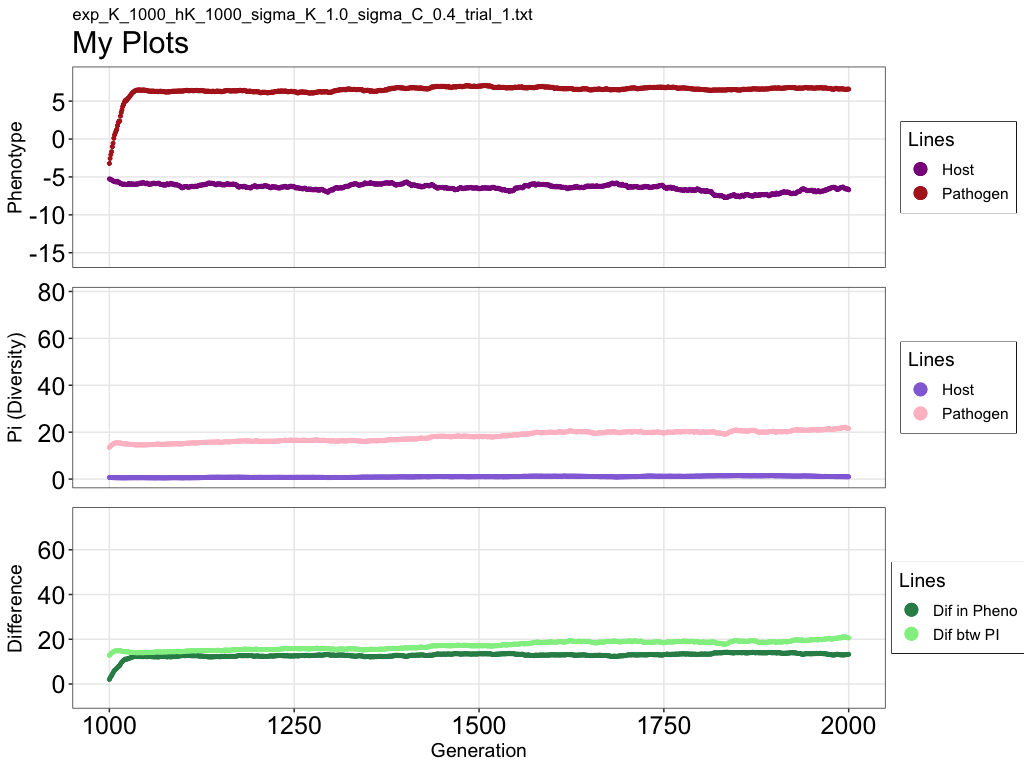 exp_K_1000_hK_1000_sigma_K_1.0_sigma_C_0.4_trial_1.txt
My Plots
Phenotype
5
0
-5
-10
-15
Lines
Host
Pathogen
Pi (Diversity)
80
60
40
20
0
Lines
Host
Pathogen
Difference
60
40
20
0
Lines
Dif in Pheno
Dif btw PI
1000 1250 1500 1750 2000
Generation